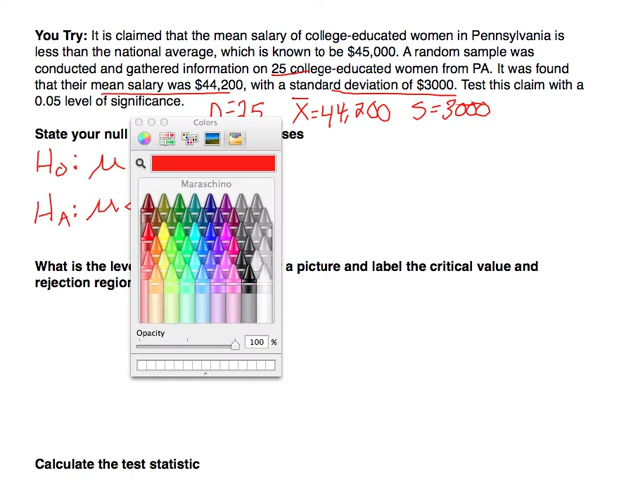 You Try: It is claimed that the mean salary of college-educated women in Pennsylvania is
less than the national average, which is known to be $45,000. A random sample was
conducted and gathered information on 25 college-educated women from PA. It was found
that their mean salary was $44,200, with a standard deviation of $3000. Test this claim with a
0.05 level of significance.
n=25 X̅=44,200 S=3000
Colors
State your null
ses
Maraschino
H₀: μ
Hₐ: μ<
What is the leve
a picture and label the critical value and
rejection region
Opacity
100 %
Calculate the test statistic